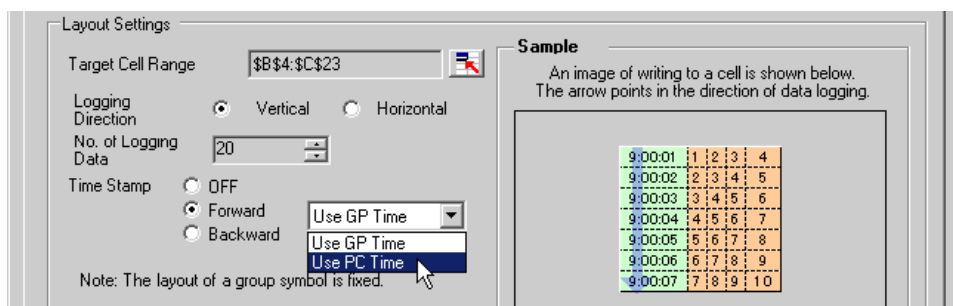 Layout Settings
Target Cell Range $B$4:$C$23
Logging
Direction
Vertical Horizontal
No. of Logging
Data
20
Time Stamp OFF
Forward Use GP Time
Backward Use GP Time
Use PC Time
Note: The layout of a group symbol is fixed.
Sample
An image of writing to a cell is shown below.
The arrow points in the direction of data logging.
9:00:01 1 2 3 4
9:00:02 2 3 4 5
9:00:03 3 4 5 6
9:00:04 4 5 6 7
9:00:05 5 6 7 8
9:00:06 6 7 8 9
9:00:07 7 8 9 10